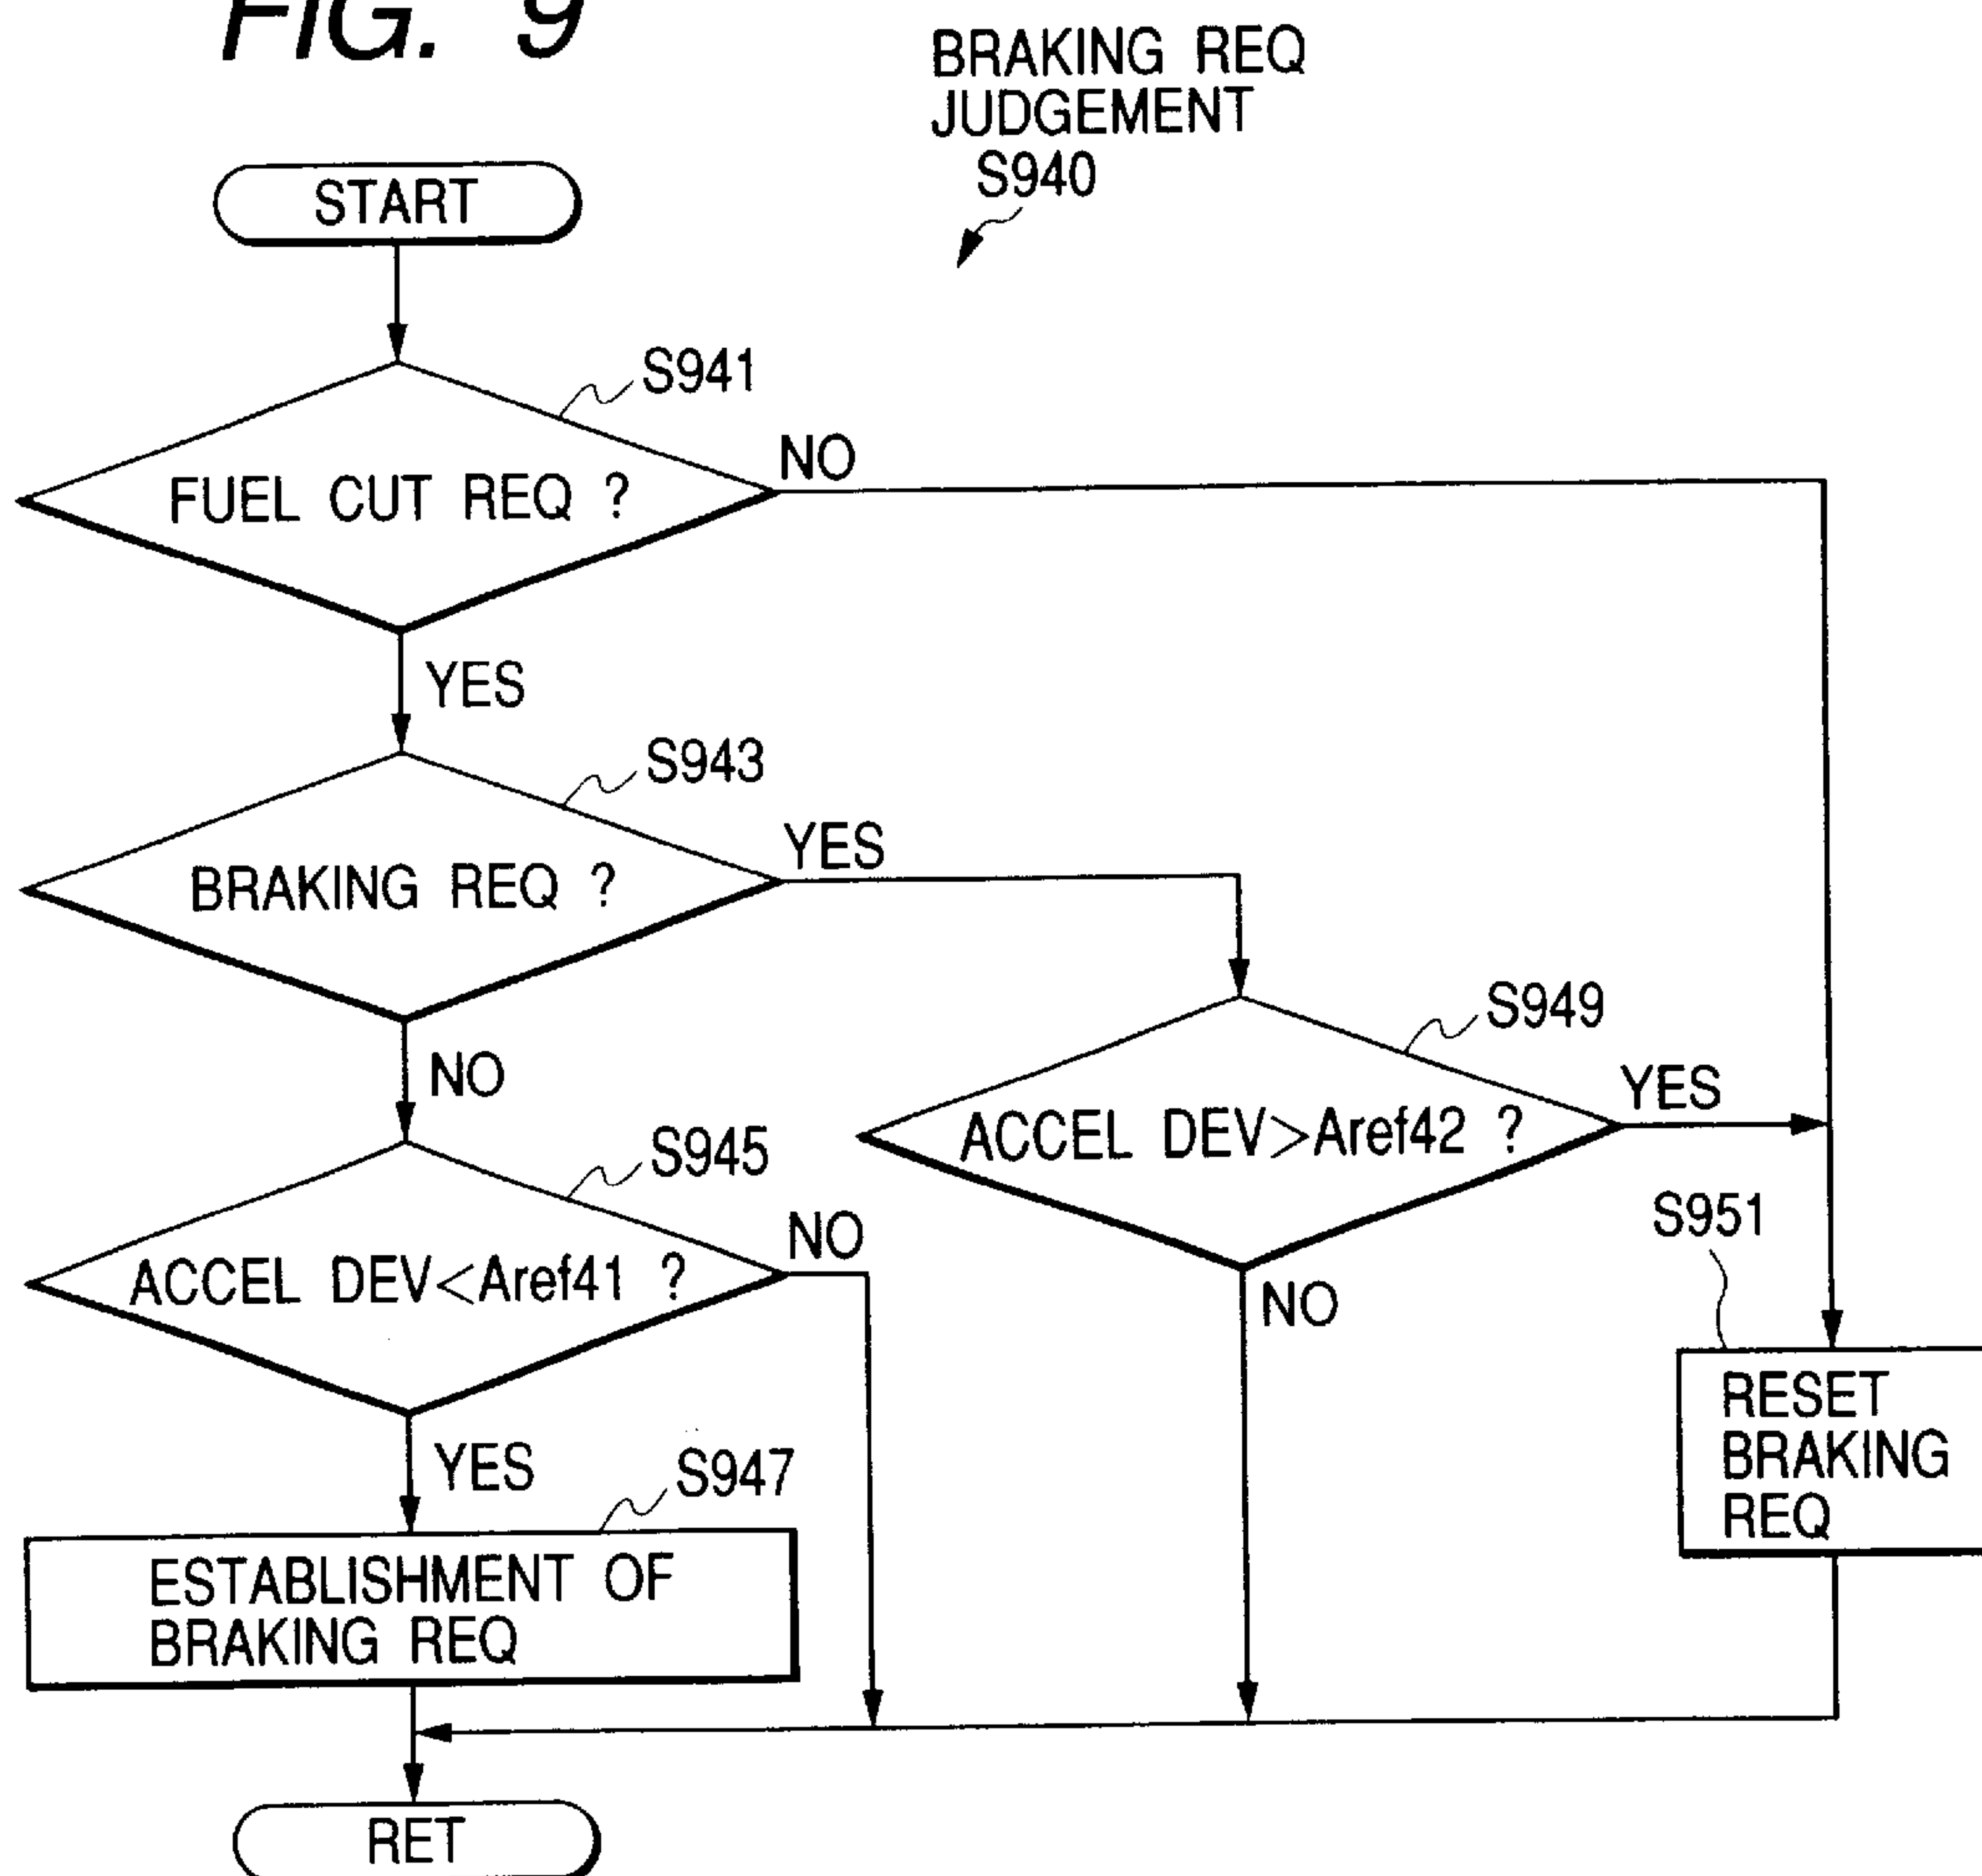 FIG. 9
BRAKING REQ
JUDGEMENT
S940
START
S941
FUEL CUT REQ ?
NO
YES
S943
BRAKING REQ ?
YES
NO
S949
ACCEL DEV>Aref42 ?
YES
NO
S945
ACCEL DEV<Aref41 ?
NO
YES
S951
RESET
BRAKING
REQ
S947
ESTABLISHMENT OF
BRAKING REQ
RET